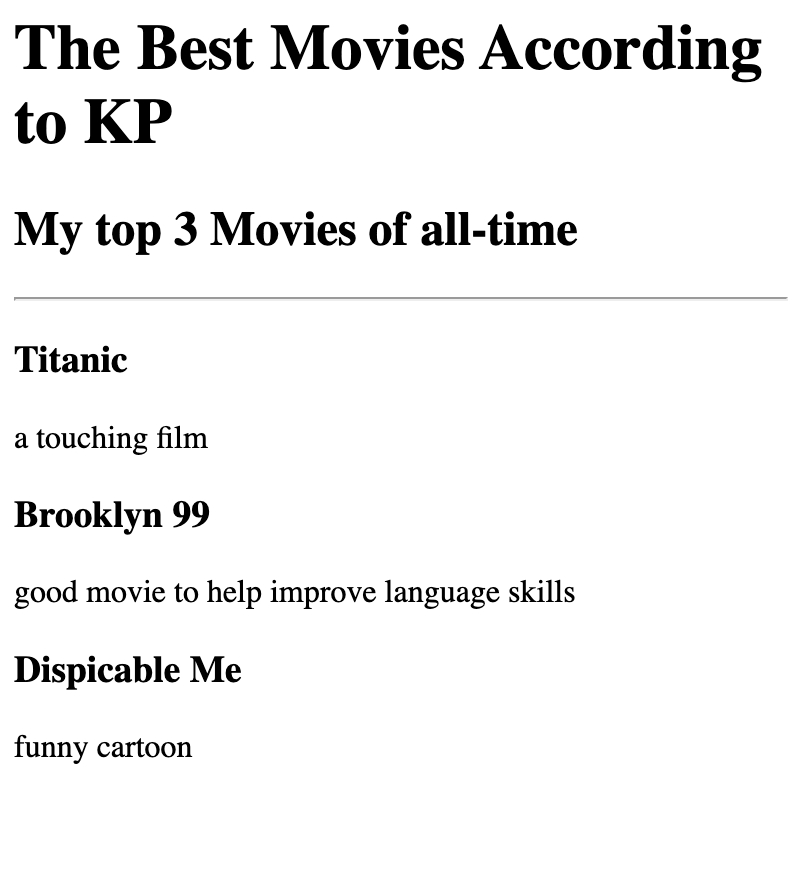 The Best Movies According
to KP
My top 3 Movies of all-time
Titanic
a touching film
Brooklyn 99
good movie to help improve language skills
Dispicable Me
funny cartoon